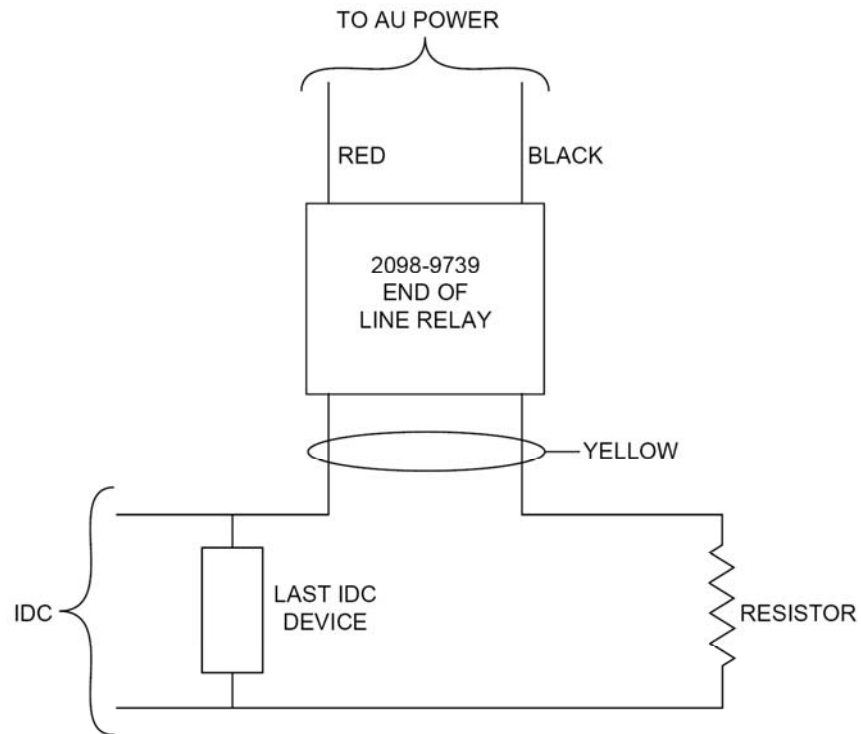 TO AU POWER
RED
BLACK
2098-9739
END OF
LINE RELAY
YELLOW
IDC
LAST IDC
DEVICE
RESISTOR